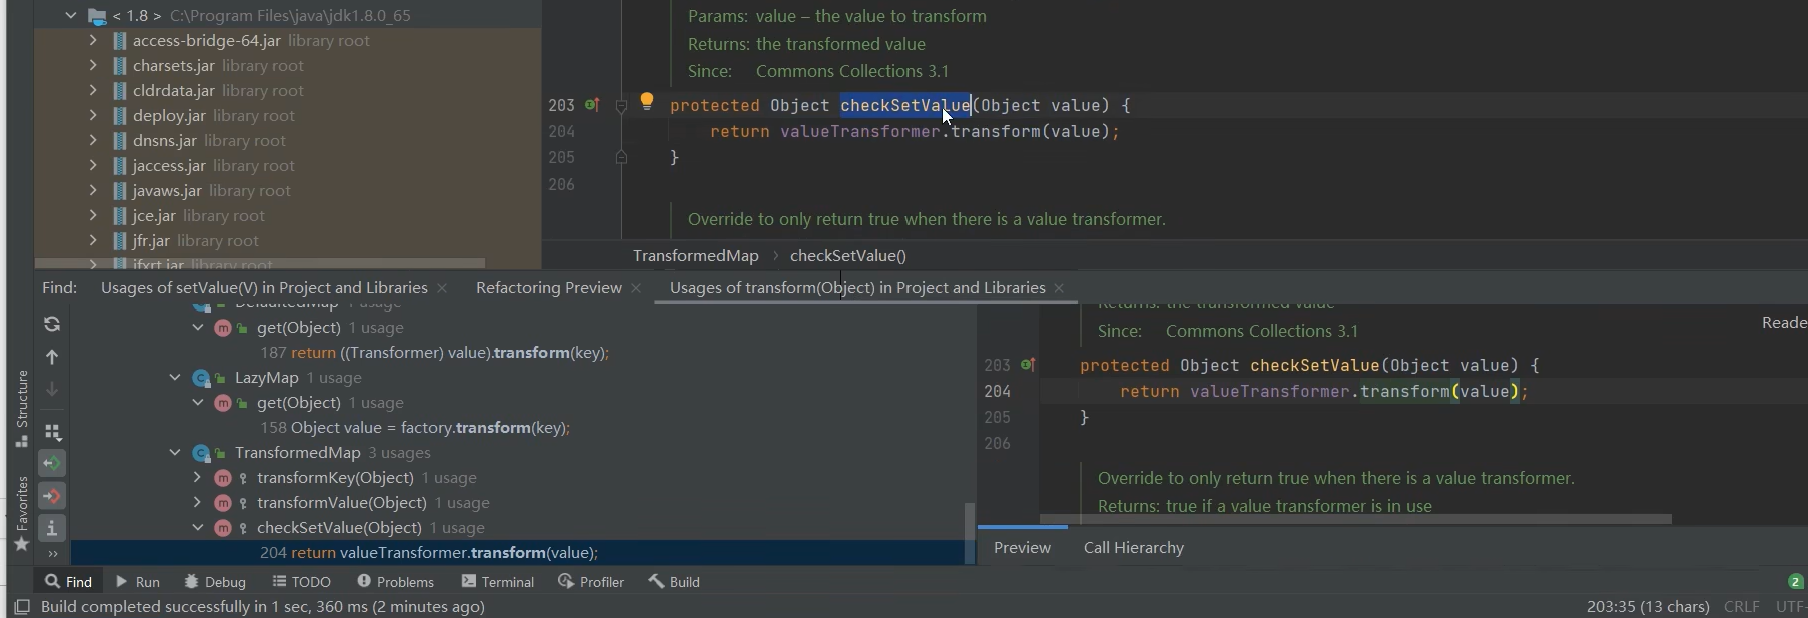 < 1.8 > C:\Program Files\java\jdk1.8.0_65
access-bridge-64.jar library root
charsets.jar library root
cldrdata.jar library root
deploy.jar library root
dnsns.jar library root
jaccess.jar library root
javaws.jar library root
jce.jar library root
jfr.jar library root
jfxrt.jar library root
Params: value – the value to transform
Returns: the transformed value
Since: Commons Collections 3.1
203 protected Object checkSetValue(Object value) {
204 return valueTransformer.transform(value);
205 }
206
Override to only return true when there is a value transformer.
TransformedMap › checkSetValue()
Find: Usages of setValue(V) in Project and Libraries × Refactoring Preview × Usages of transform(Object) in Project and Libraries ×
DefaultedMap 1 usage
get(Object) 1 usage
187 return ((Transformer) value).transform(key);
LazyMap 1 usage
get(Object) 1 usage
158 Object value = factory.transform(key);
TransformedMap 3 usages
transformKey(Object) 1 usage
transformValue(Object) 1 usage
checkSetValue(Object) 1 usage
204 return valueTransformer.transform(value);
Returns: the transformed value
Since: Commons Collections 3.1
Reade
203 protected Object checkSetValue(Object value) {
204 return valueTransformer.transform(value);
205 }
206
Override to only return true when there is a value transformer.
Returns: true if a value transformer is in use
Preview Call Hierarchy
Structure
Favorites
Find Run Debug TODO Problems Terminal Profiler Build 2
Build completed successfully in 1 sec, 360 ms (2 minutes ago) 203:35 (13 chars) CRLF UTF-